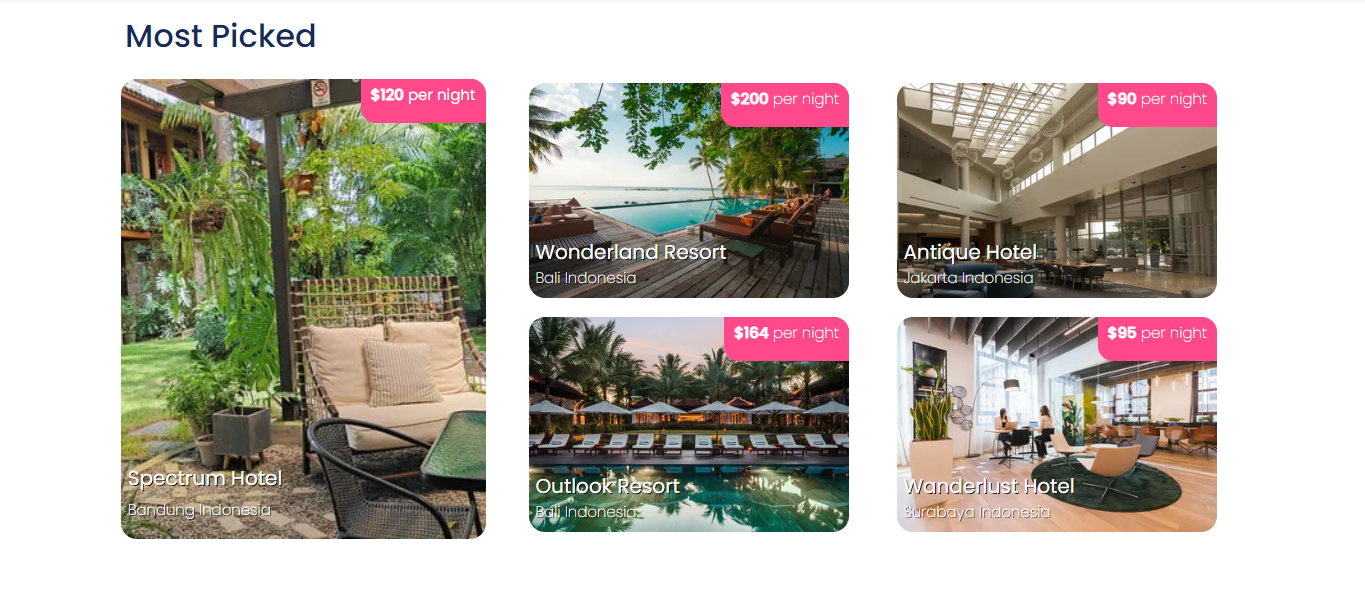 Most Picked
$120 per night
Spectrum Hotel
Bandung Indonesia
$200 per night
Wonderland Resort
Bali Indonesia
$90 per night
Antique Hotel
Jakarta Indonesia
$164 per night
Outlook Resort
Bali Indonesia
$95 per night
Wanderlust Hotel
Surabaya Indonesia